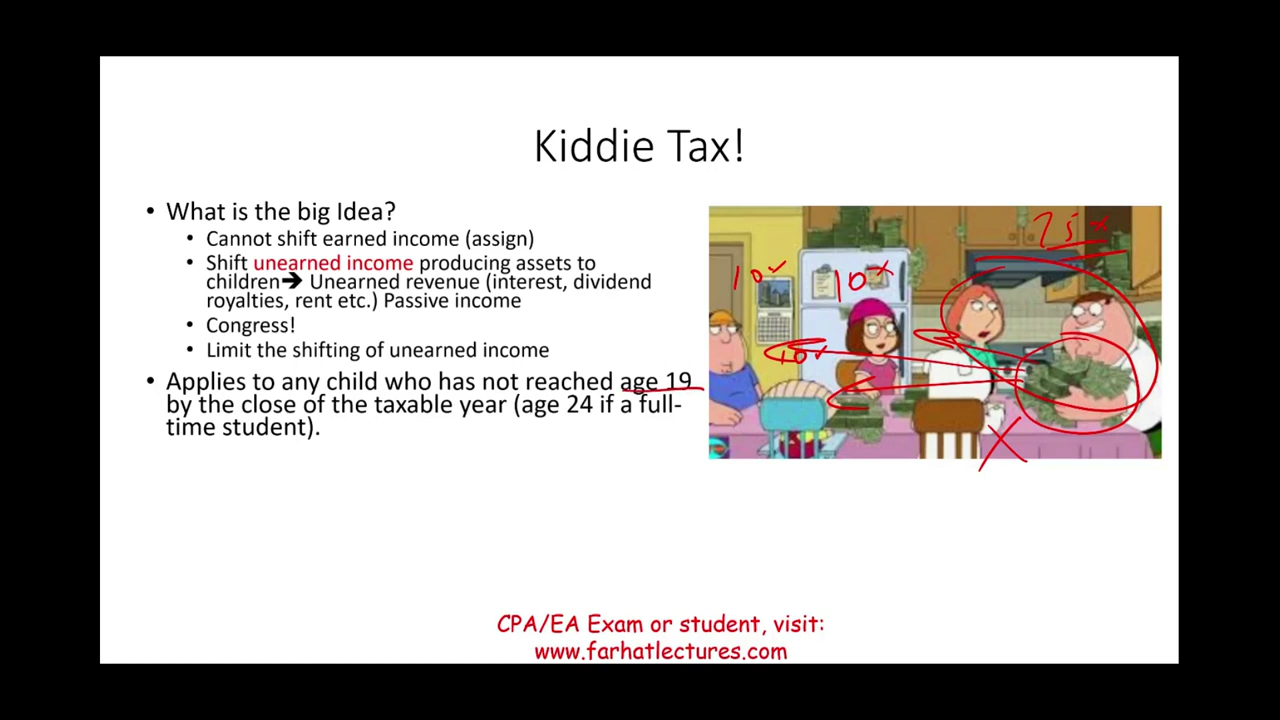 Kiddie Tax!
• What is the big Idea?
• Cannot shift earned income (assign)
• Shift unearned income producing assets to
children➔ Unearned revenue (interest, dividend
royalties, rent etc.) Passive income
• Congress!
• Limit the shifting of unearned income
• Applies to any child who has not reached age 19
by the close of the taxable year (age 24 if a full-
time student).
CPA/EA Exam or student, visit:
www.farhatlectures.com